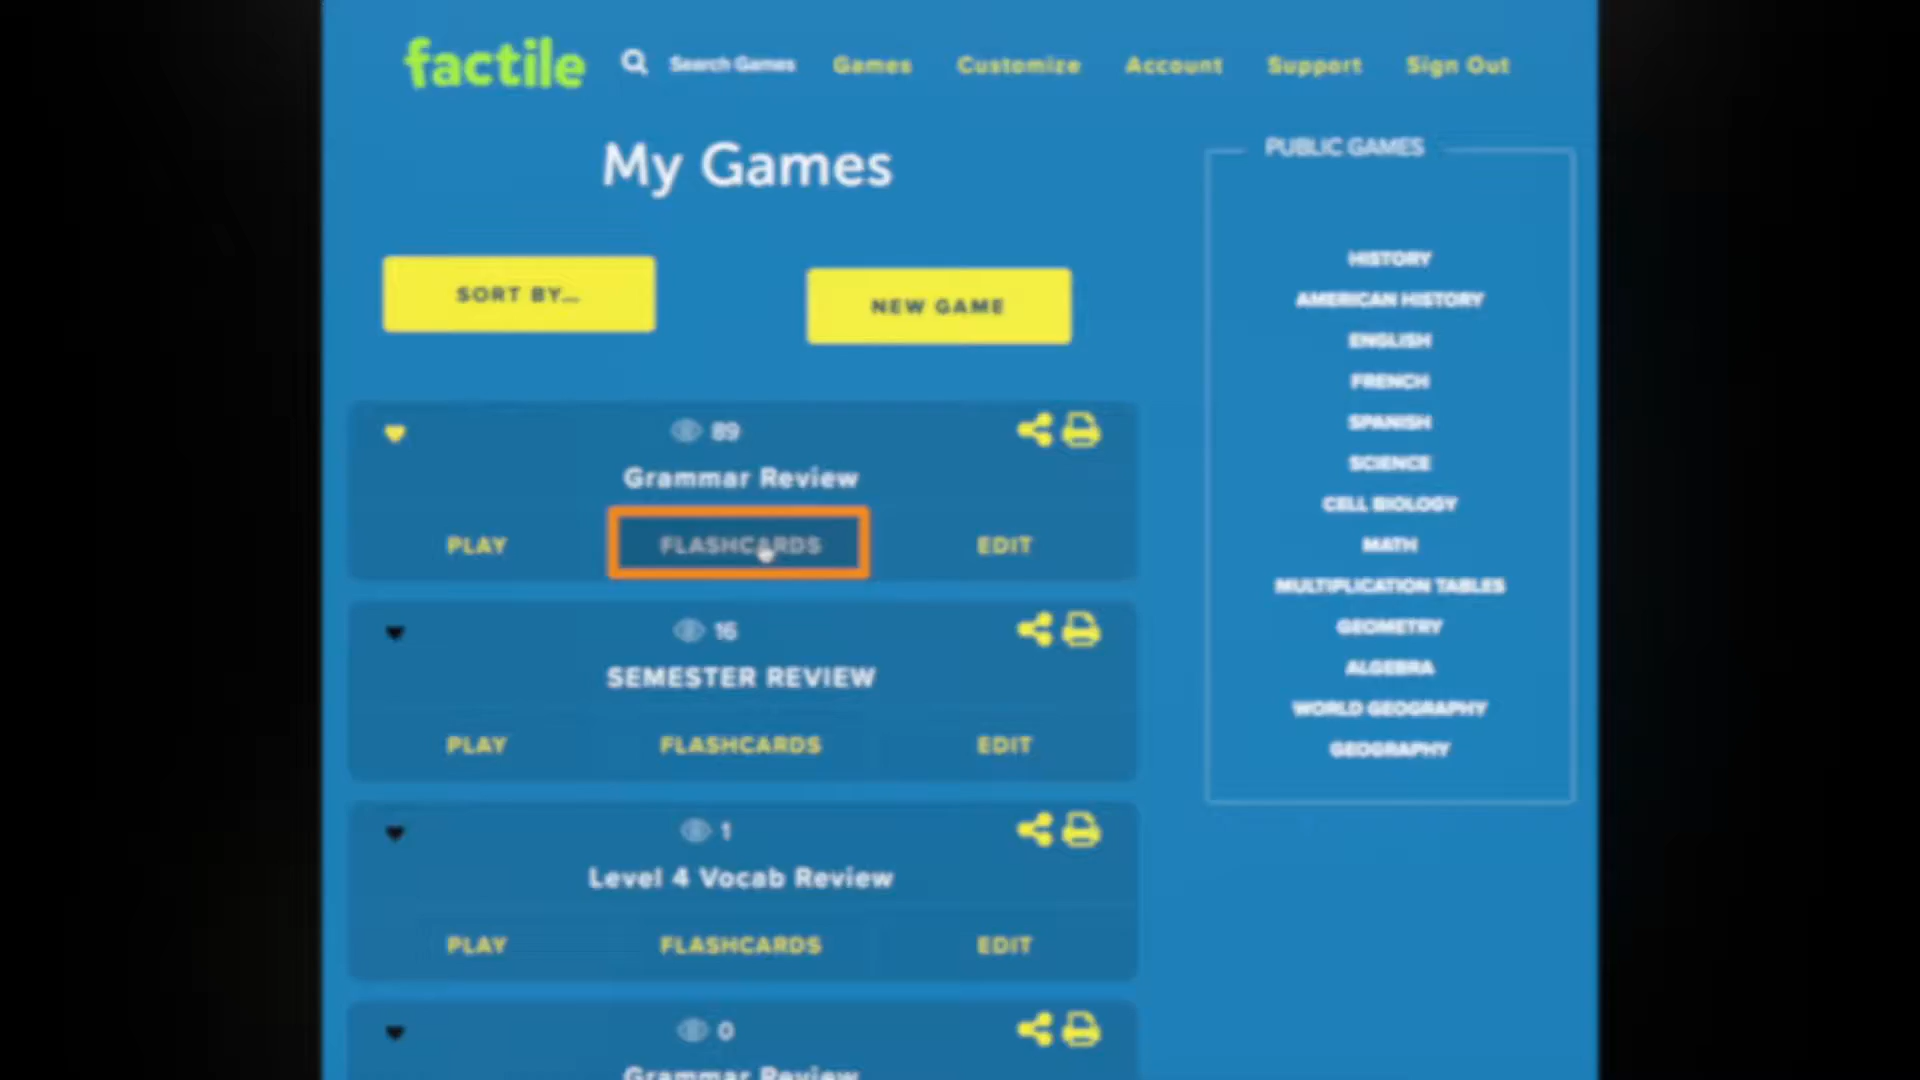 factile
Search Games
Games
Customize
Account
Support
Sign Out
My Games
SORT BY...
NEW GAME
89
Grammar Review
PLAY
FLASHCARDS
EDIT
16
SEMESTER REVIEW
PLAY
FLASHCARDS
EDIT
1
Level 4 Vocab Review
PLAY
FLASHCARDS
EDIT
0
Grammar Review
PUBLIC GAMES
HISTORY
AMERICAN HISTORY
ENGLISH
FRENCH
SPANISH
SCIENCE
CELL BIOLOGY
MATH
MULTIPLICATION TABLES
GEOMETRY
ALGEBRA
WORLD GEOGRAPHY
GEOGRAPHY